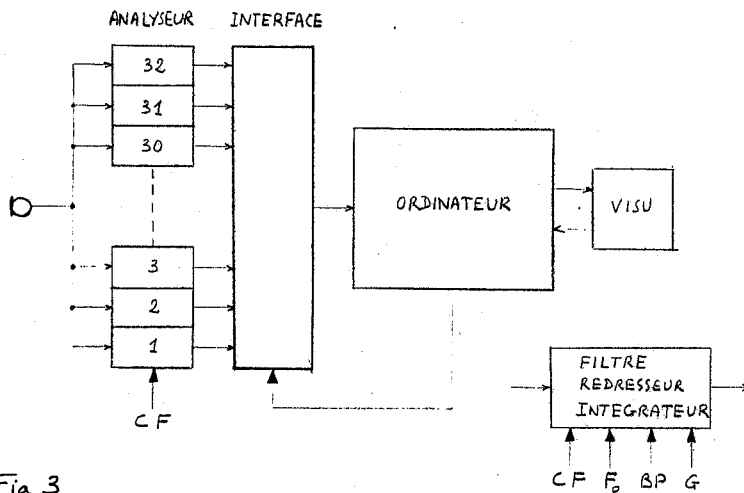 ANALYSEUR INTERFACE
32
31
30
ORDINATEUR
VISU
3
2
1
CF
FILTRE
REDRESSEUR
INTEGRATEUR
CF F0 BP G
Fig 3